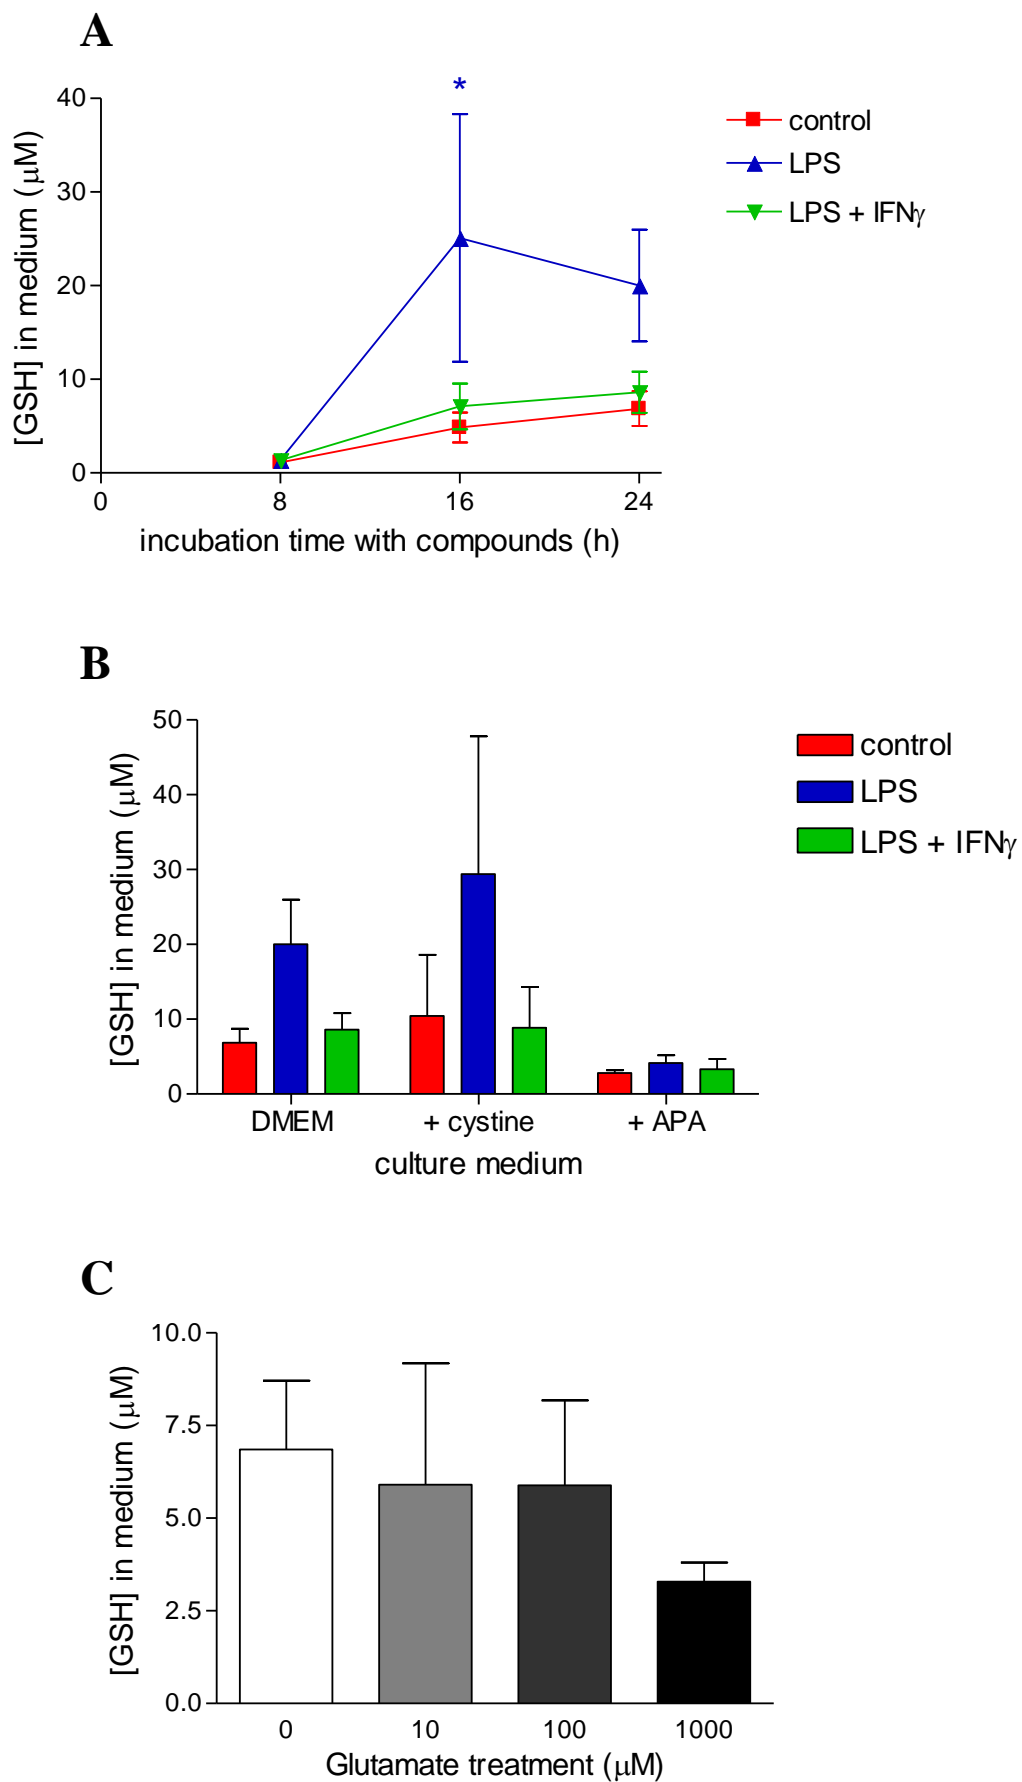 A
*
40
30
20
10
0
[GSH] in medium (μM)
0 8 16 24
incubation time with compounds (h)
control
LPS
LPS + IFNγ
B
50
40
30
20
10
0
[GSH] in medium (μM)
DMEM + cystine + APA
culture medium
control
LPS
LPS + IFNγ
C
10.0
7.5
5.0
2.5
0.0
[GSH] in medium (μM)
0 10 100 1000
Glutamate treatment (μM)